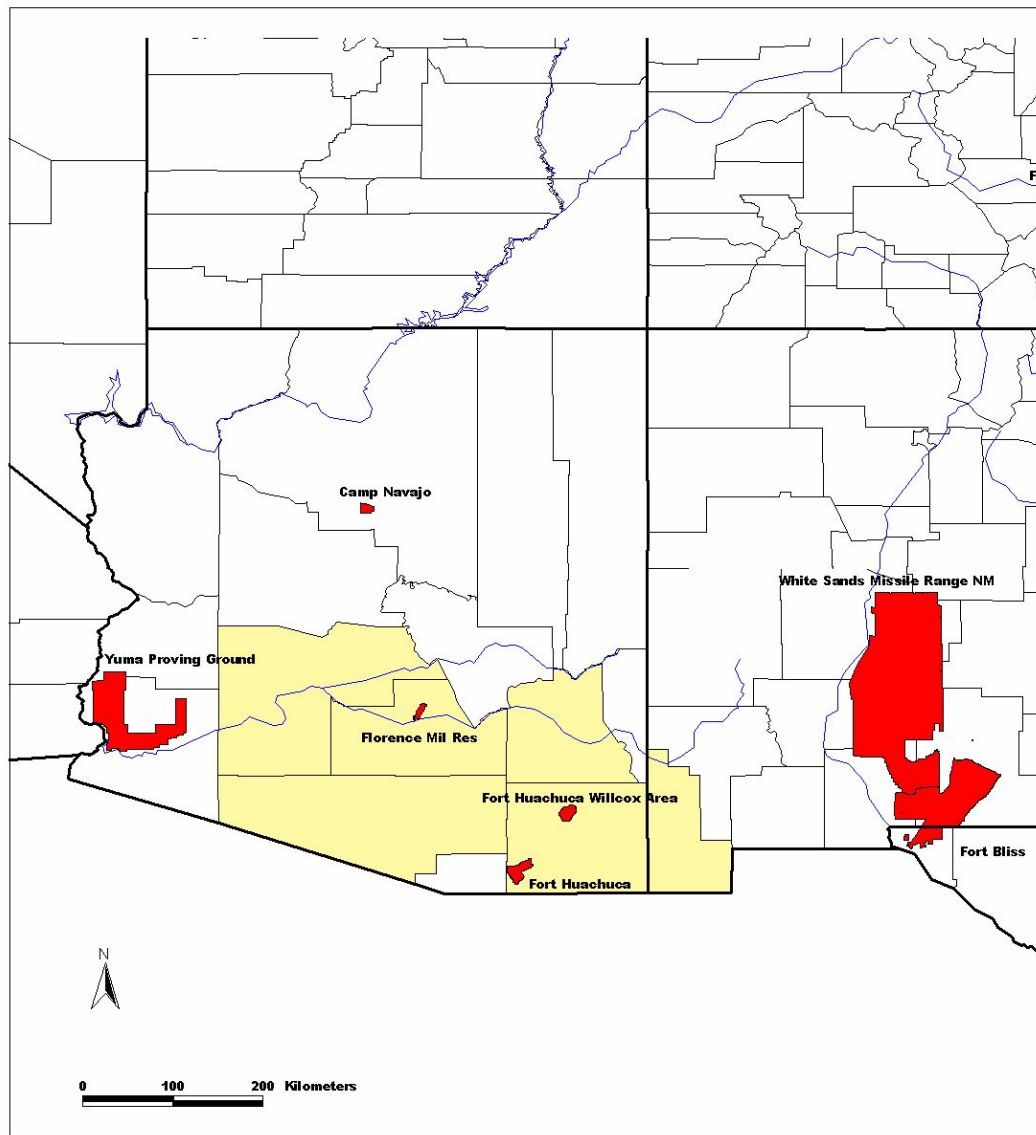 F
Camp Navajo
White Sands Missile Range NM
Yuma Proving Ground
Florence Mil Res
Fort Huachuca Willcox Area
Fort Bliss
Fort Huachuca
N
0 100 200 Kilometers